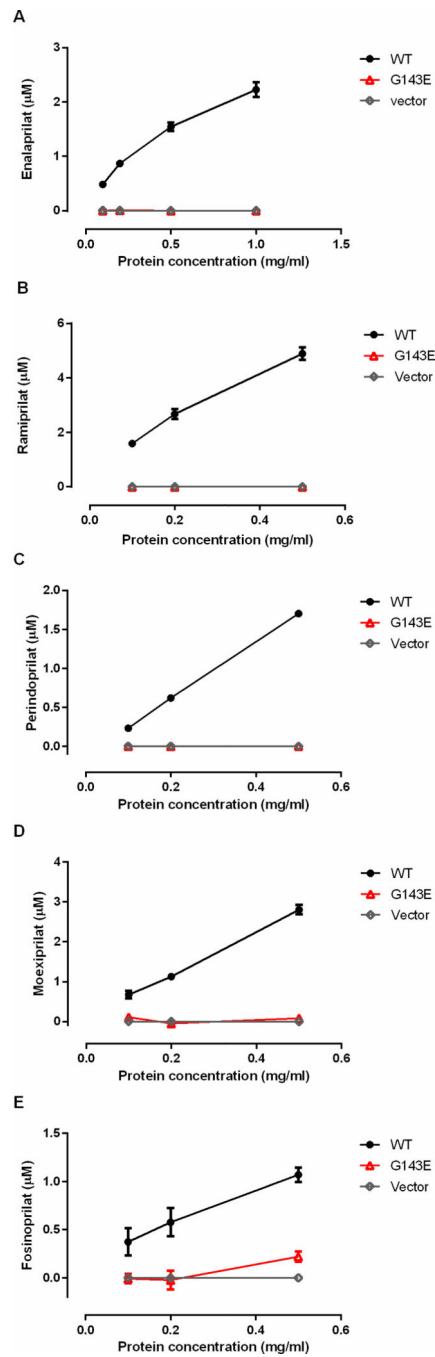 A
Enalaprilat (μM)
3
2
1
0
0.0 0.5 1.0 1.5
Protein concentration (mg/ml)
WT
G143E
vector
B
Ramiprilat (μM)
6
4
2
0
0.0 0.2 0.4 0.6
Protein concentration (mg/ml)
WT
G143E
Vector
C
Perindoprilat (μM)
2.0
1.5
1.0
0.5
0.0
0.0 0.2 0.4 0.6
Protein concentration (mg/ml)
WT
G143E
Vector
D
Moexiprilat (μM)
4
3
2
1
0
0.0 0.2 0.4 0.6
Protein concentration (mg/ml)
WT
G143E
Vector
E
Fosinoprilat (μM)
1.5
1.0
0.5
0.0
0.0 0.2 0.4 0.6
Protein concentration (mg/ml)
WT
G143E
Vector